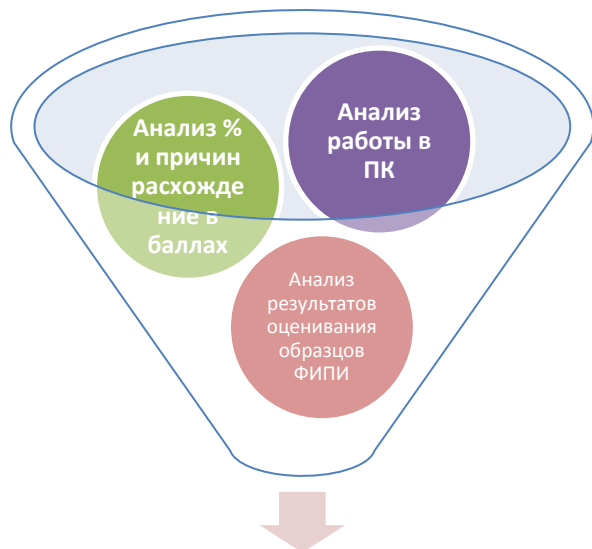 Анализ %
и причин
расхожде
ние в
баллах
Анализ
работы в
ПК
Анализ
результатов
оценивания
образцов
ФИПИ